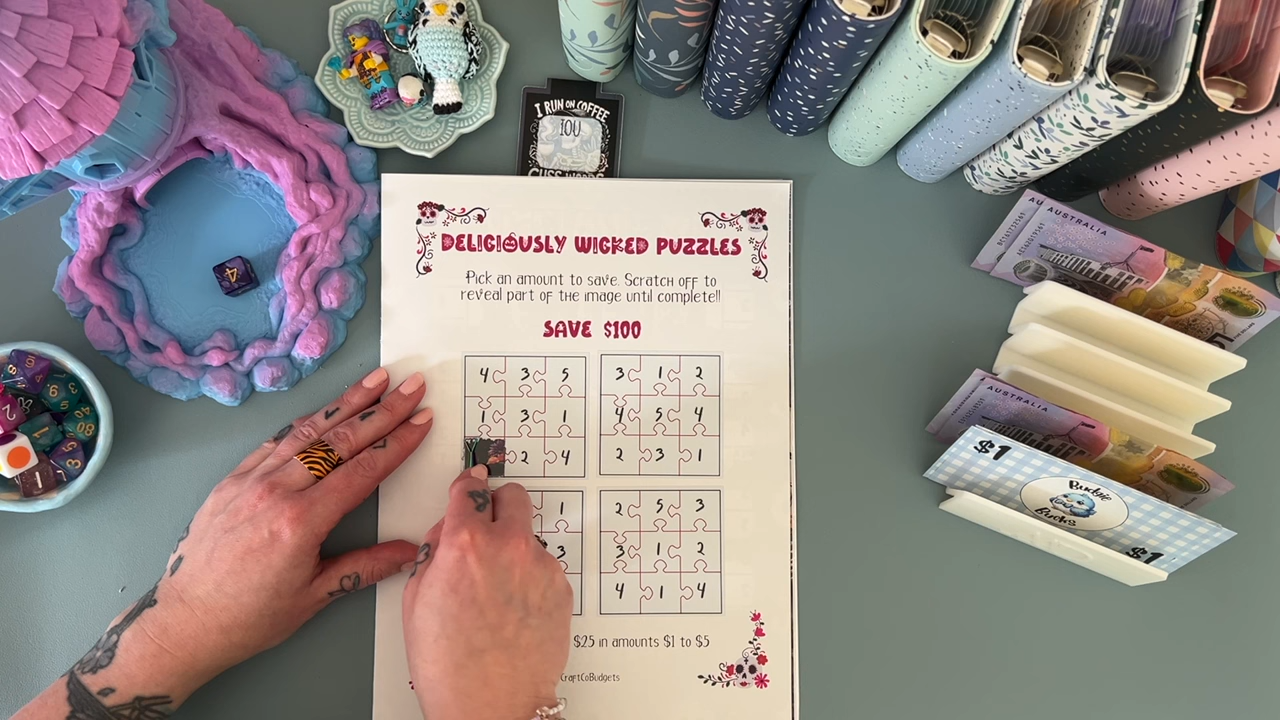 I RUN ON COFFEE
IOU
DELICIOUSLY WICKED PUZZLES
Pick an amount to save. Scratch off to
reveal part of the image until complete!!
SAVE $100
4 3 5 3 1 2
1 3 1 4 5 4
2 4 2 3 1
1 2 5 3
3 3 1 2
4 1 4
$25 in amounts $1 to $5
CraftCoBudgets
4
AUSTRALIA
AUSTRALIA
5
$1
Budgie
Bucks
$1